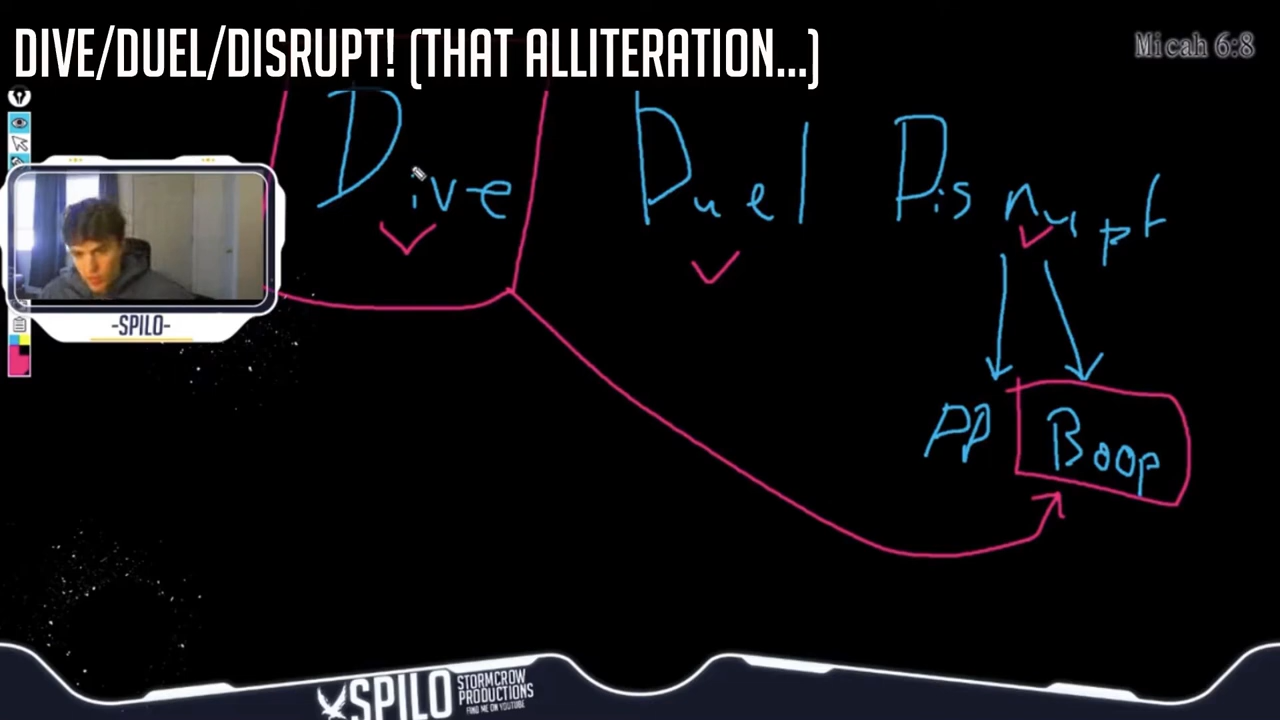 DIVE/DUEL/DISRUPT! (THAT ALLITERATION...)
Micah 6:8
Dive Duel Disrupt
PP Boop
-SPILO-
SPILO STORMCROW PRODUCTIONS
FIND ME ON YOUTUBE